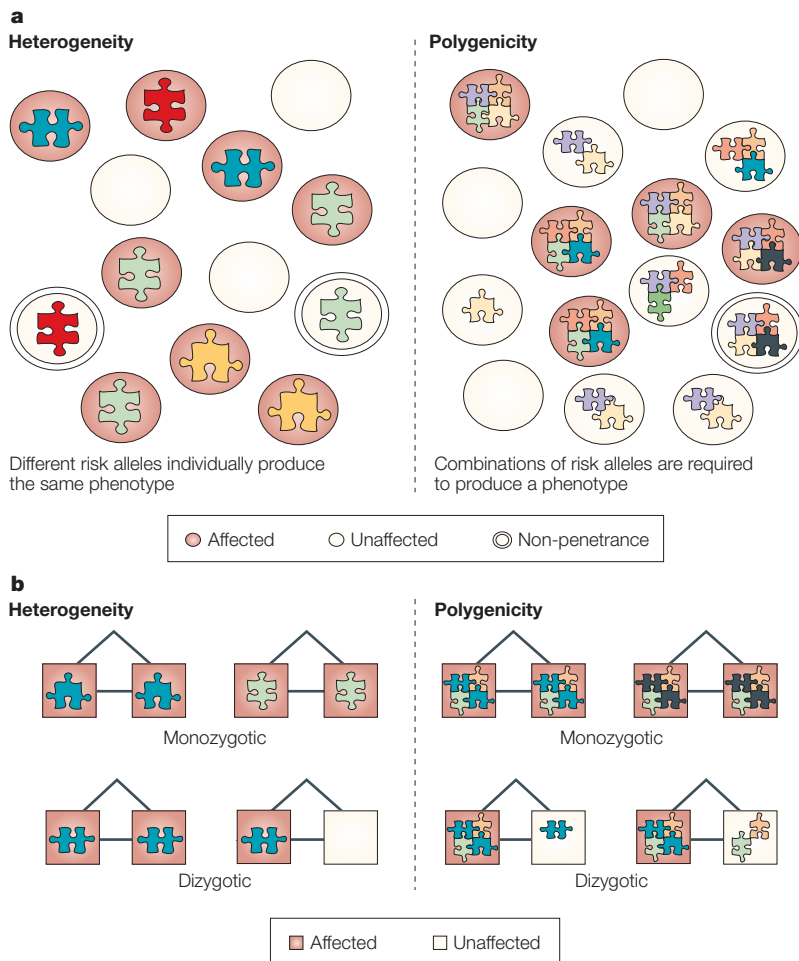 a
Heterogeneity
Polygenicity
Different risk alleles individually produce
the same phenotype
Combinations of risk alleles are required
to produce a phenotype
Affected
Unaffected
Non-penetrance
b
Heterogeneity
Polygenicity
Monozygotic
Monozygotic
Dizygotic
Dizygotic
Affected
Unaffected